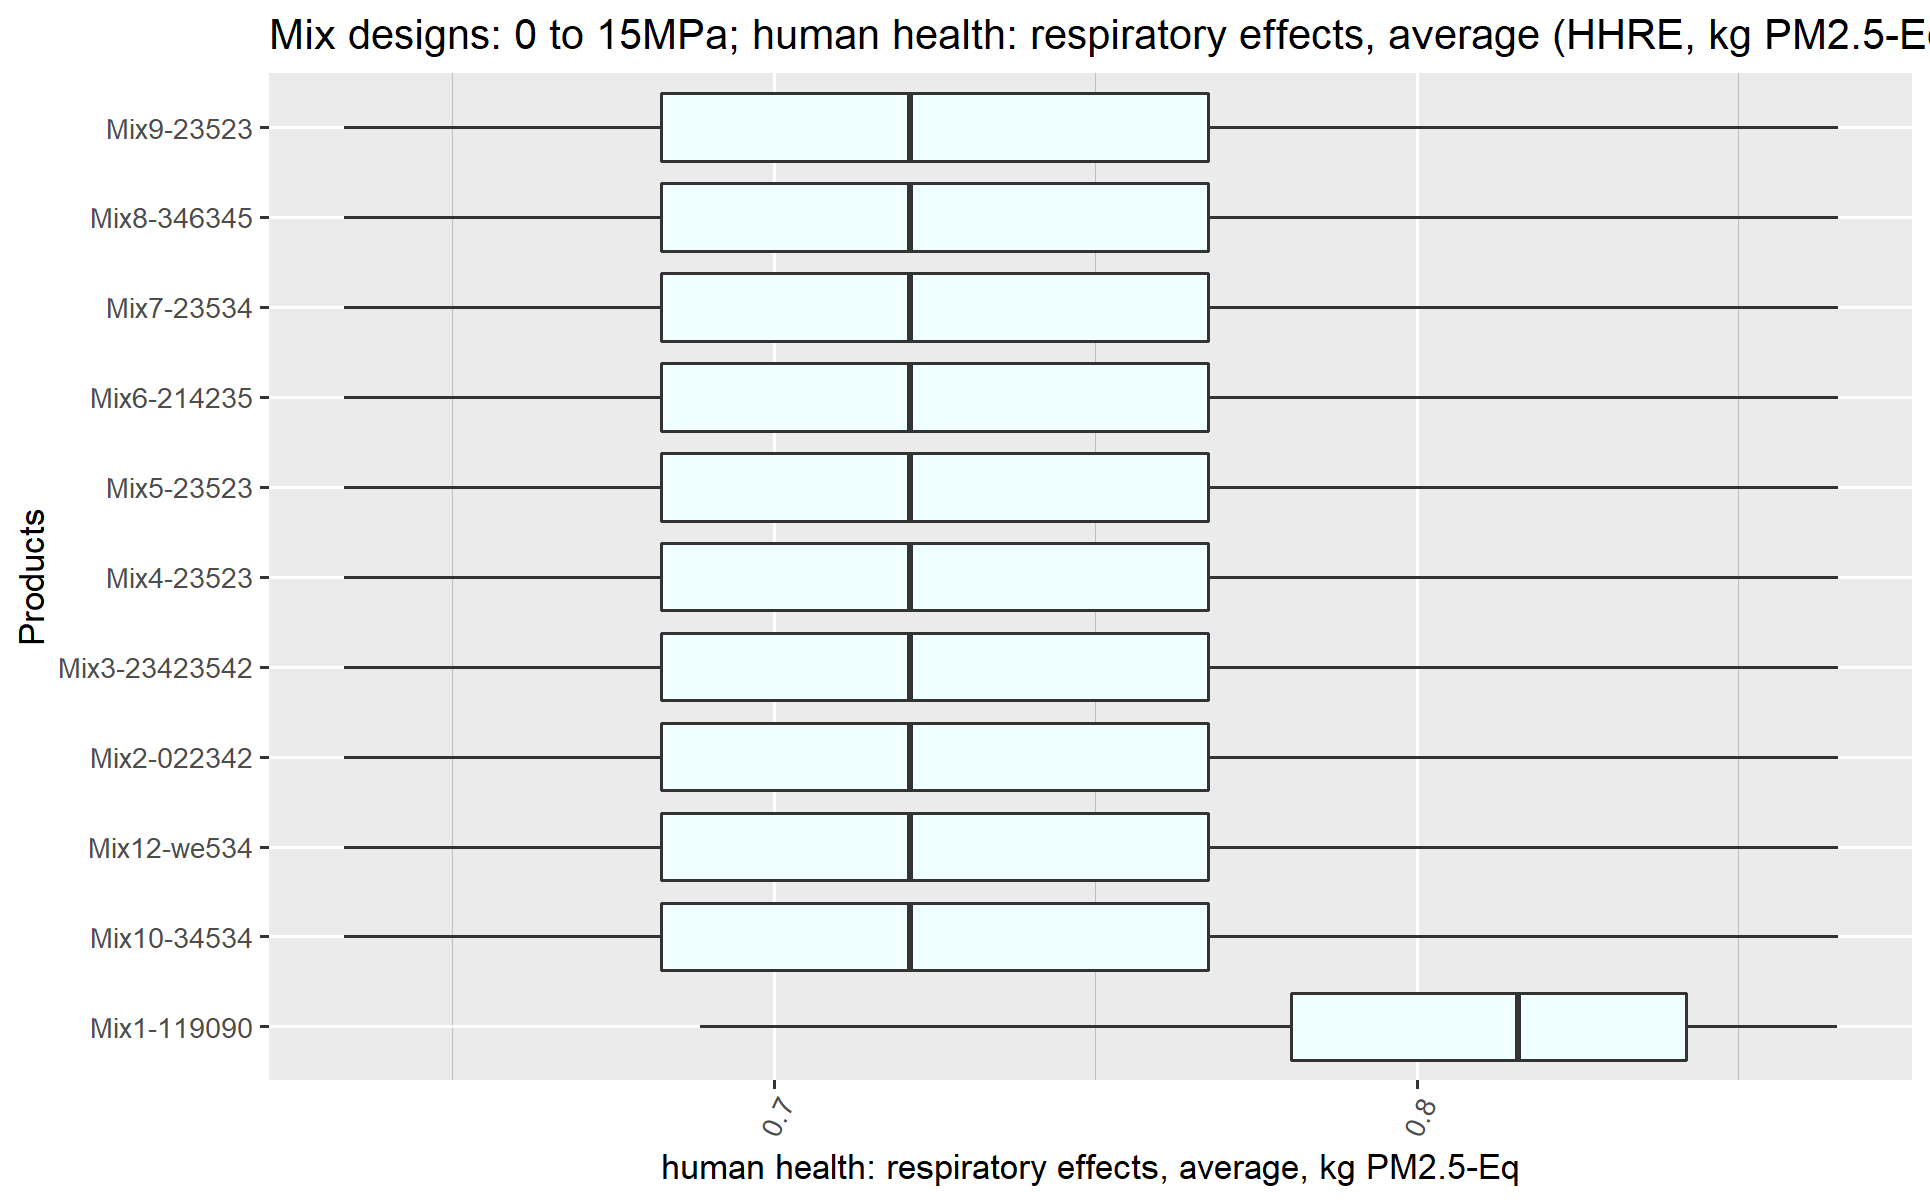 Mix designs: 0 to 15MPa; human health: respiratory effects, average (HHRE, kg PM2.5-Eq
Mix9-23523
Mix8-346345
Mix7-23534
Mix6-214235
Mix5-23523
Mix4-23523
Mix3-23423542
Mix2-022342
Mix12-we534
Mix10-34534
Mix1-119090
Products
0.7
0.8
human health: respiratory effects, average, kg PM2.5-Eq